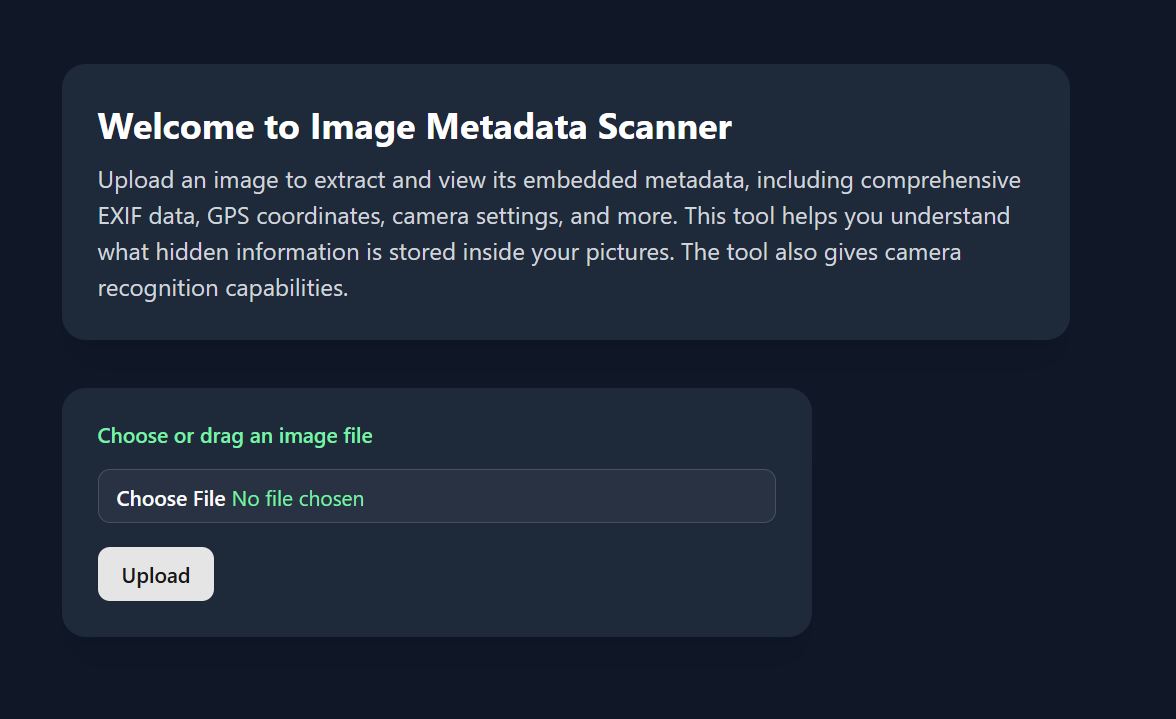 Welcome to Image Metadata Scanner
Upload an image to extract and view its embedded metadata, including comprehensive
EXIF data, GPS coordinates, camera settings, and more. This tool helps you understand
what hidden information is stored inside your pictures. The tool also gives camera
recognition capabilities.
Choose or drag an image file
Choose File No file chosen
Upload